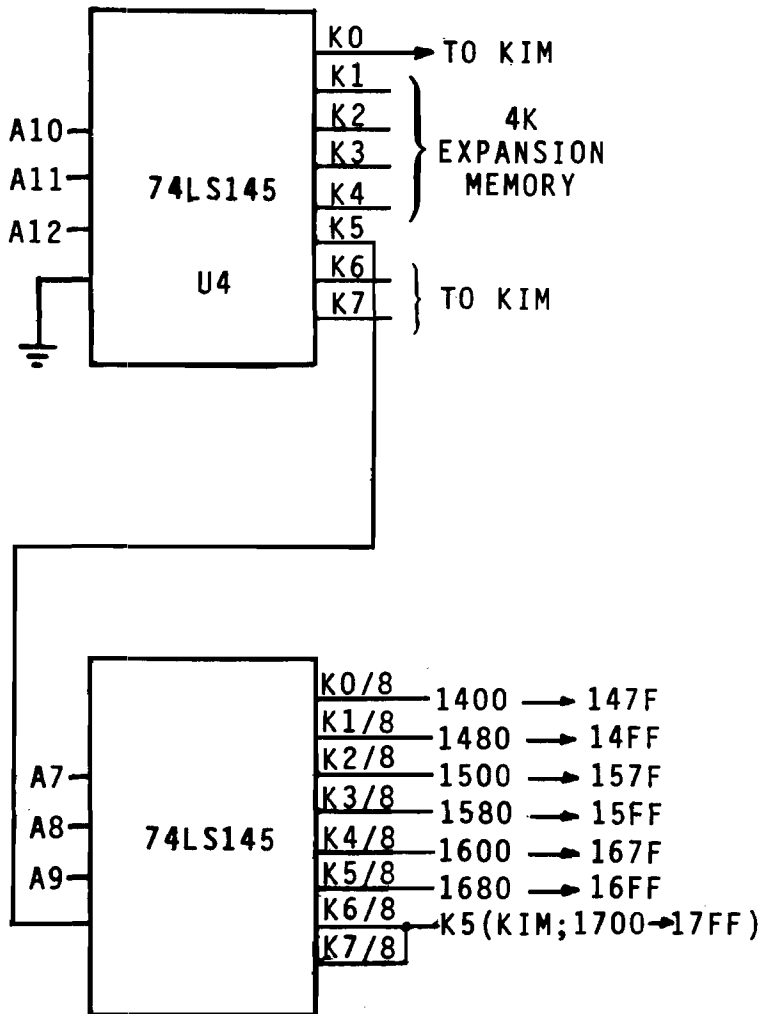 K0
TO KIM
K1
K2
K3
K4
4K
EXPANSION
MEMORY
A10
A11
A12
74LS145
U4
K5
K6
K7
TO KIM
K0/8
1400 → 147F
K1/8
1480 → 14FF
K2/8
1500 → 157F
K3/8
1580 → 15FF
K4/8
1600 → 167F
K5/8
1680 → 16FF
K6/8
K5(KIM;1700→17FF)
K7/8
A7
A8
A9
74LS145